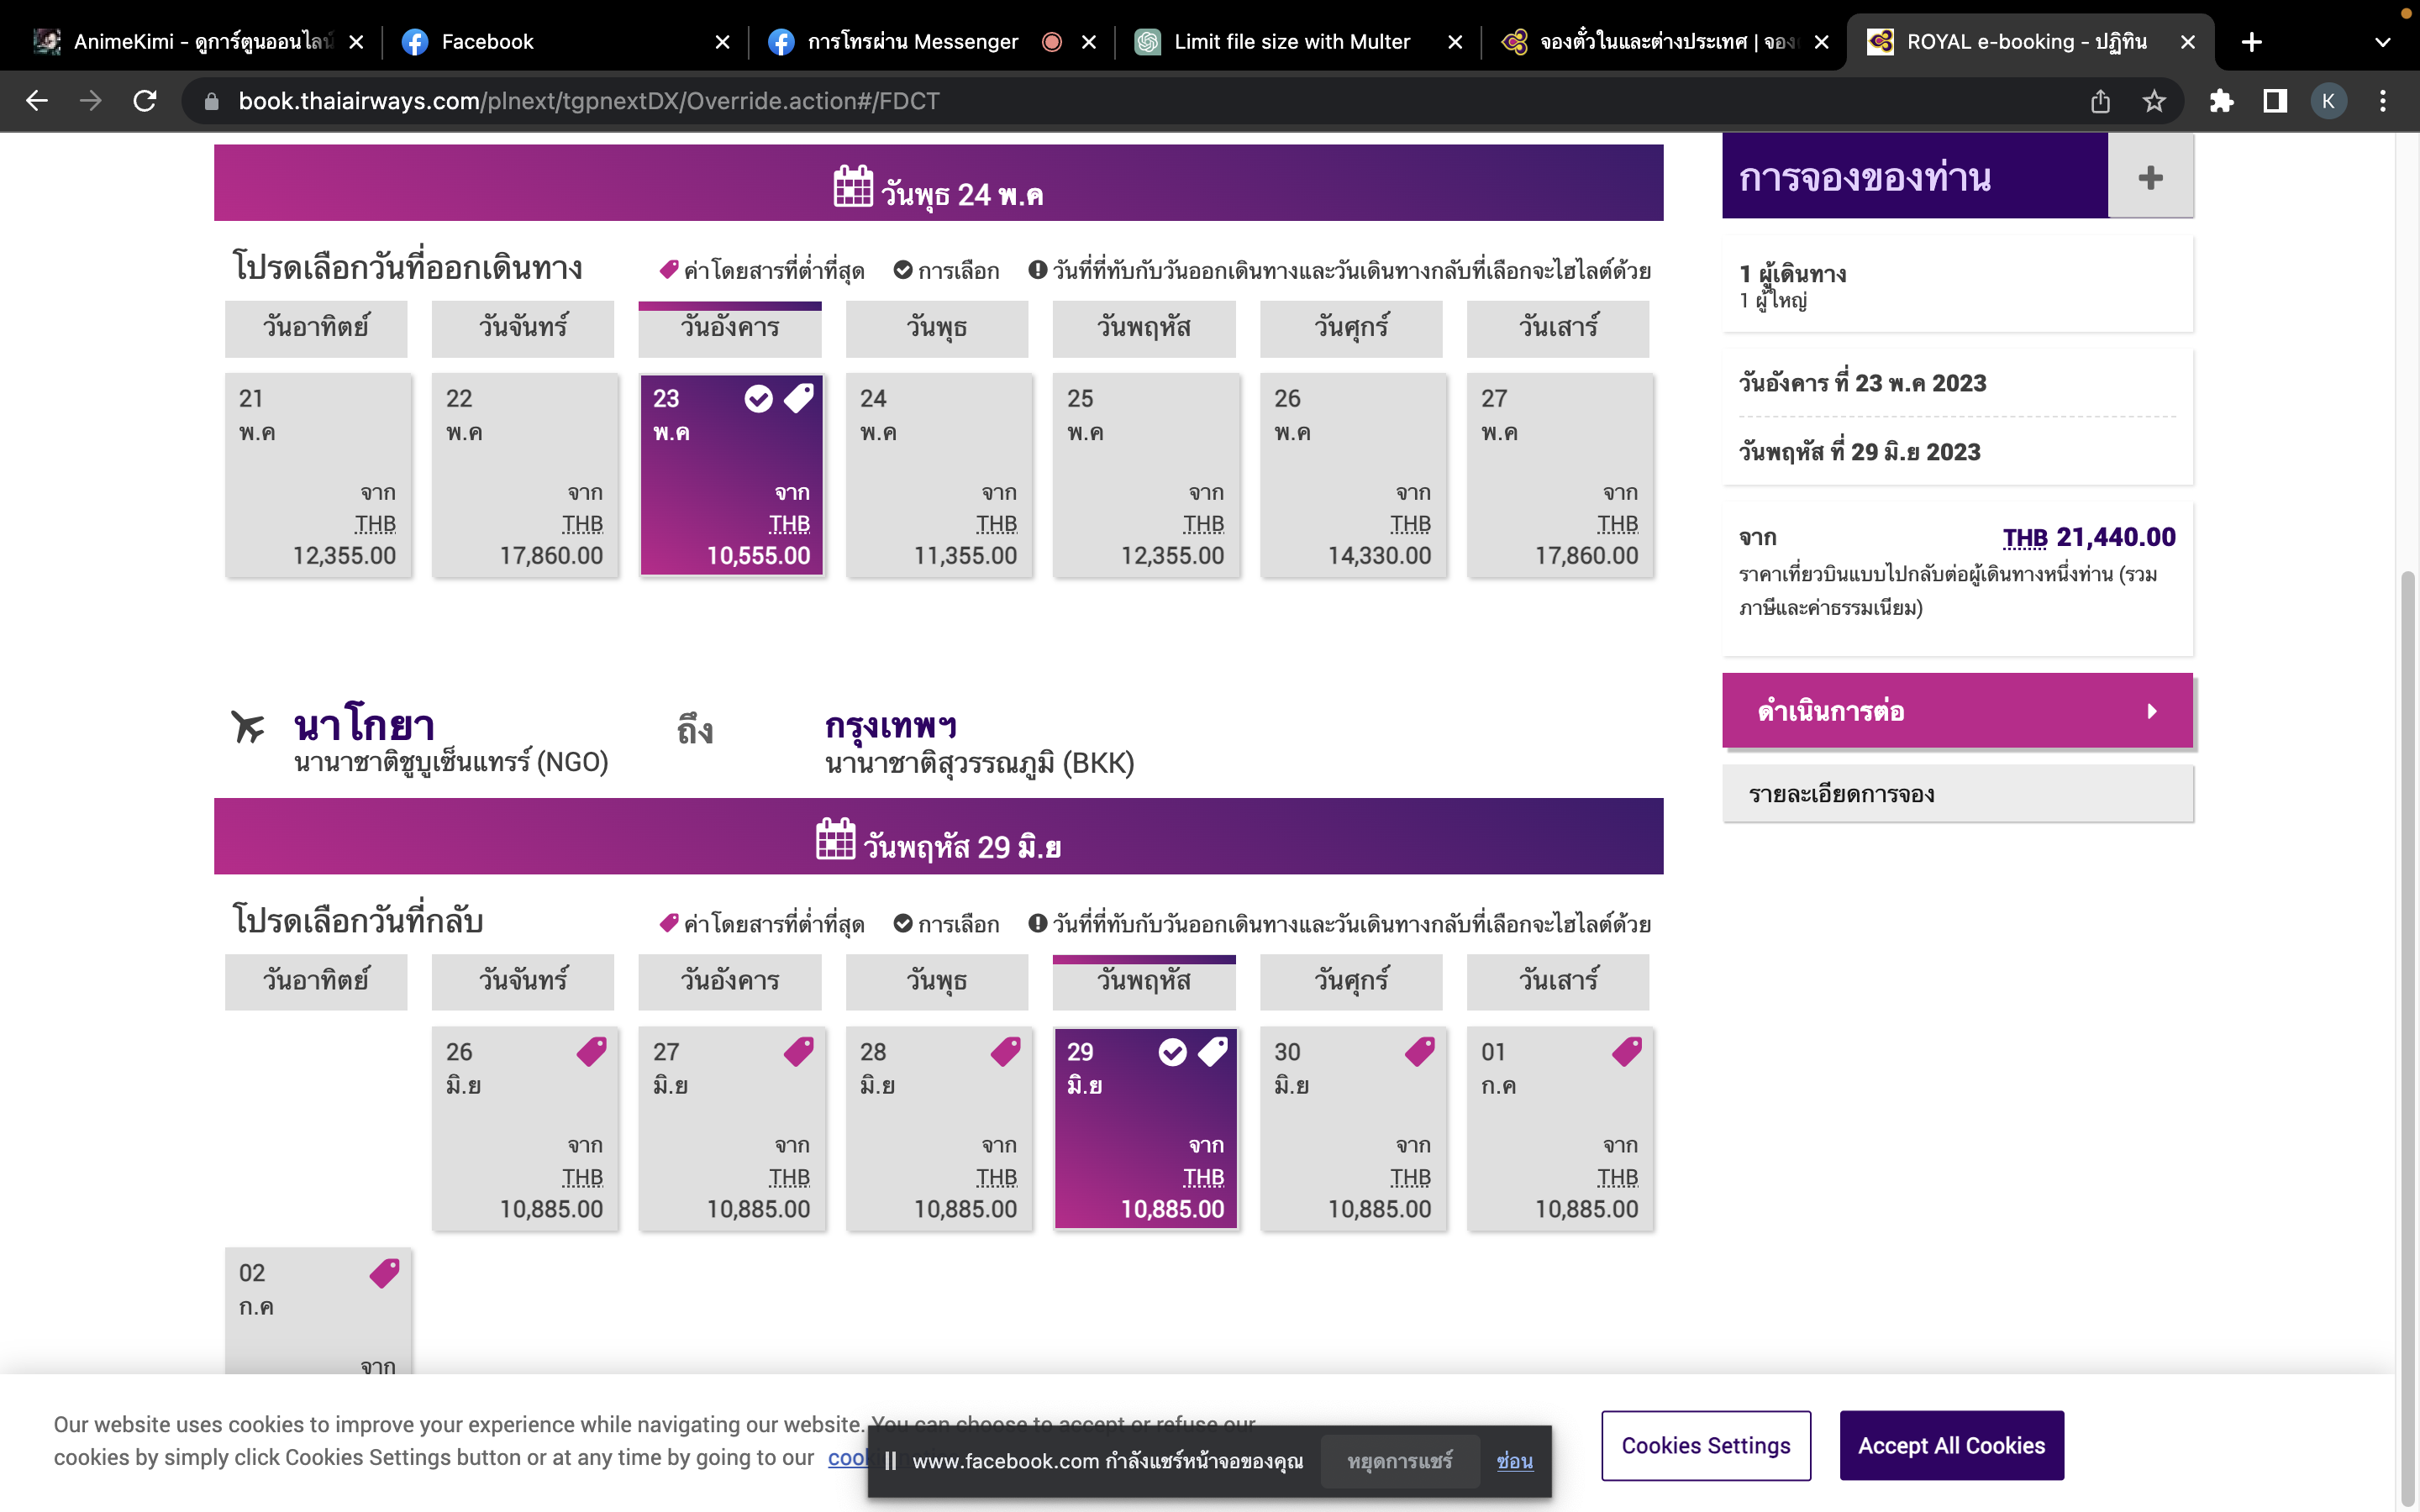 AnimeKimi - ดูการ์ตูนออนไลน์
Facebook
การโทรผ่าน Messenger
Limit file size with Multer
จองตั๋วในและต่างประเทศ | จอง
ROYAL e-booking - ปฏิทิน
book.thaiairways.com/plnext/tgpnextDX/Override.action#/FDCT
K
วันพุธ 24 พ.ค
โปรดเลือกวันที่ออกเดินทาง
ค่าโดยสารที่ต่ำที่สุด การเลือก วันที่ที่ทับกับวันออกเดินทางและวันเดินทางกลับที่เลือกจะไฮไลต์ด้วย
วันอาทิตย์ วันจันทร์ วันอังคาร วันพุธ วันพฤหัส วันศุกร์ วันเสาร์
21 22 23 24 25 26 27
พ.ค พ.ค พ.ค พ.ค พ.ค พ.ค พ.ค
จาก จาก จาก จาก จาก จาก จาก
THB THB THB THB THB THB THB
12,355.00 17,860.00 10,555.00 11,355.00 12,355.00 14,330.00 17,860.00
นาโกยา ถึง กรุงเทพฯ
นานาชาติชูบูเซ็นแทรร์ (NGO) นานาชาติสุวรรณภูมิ (BKK)
วันพฤหัส 29 มิ.ย
โปรดเลือกวันที่กลับ
ค่าโดยสารที่ต่ำที่สุด การเลือก วันที่ที่ทับกับวันออกเดินทางและวันเดินทางกลับที่เลือกจะไฮไลต์ด้วย
วันอาทิตย์ วันจันทร์ วันอังคาร วันพุธ วันพฤหัส วันศุกร์ วันเสาร์
26 27 28 29 30 01
มิ.ย มิ.ย มิ.ย มิ.ย มิ.ย ก.ค
จาก จาก จาก จาก จาก จาก
THB THB THB THB THB THB
10,885.00 10,885.00 10,885.00 10,885.00 10,885.00 10,885.00
02
ก.ค
จาก
การจองของท่าน
1 ผู้เดินทาง
1 ผู้ใหญ่
วันอังคาร ที่ 23 พ.ค 2023
วันพฤหัส ที่ 29 มิ.ย 2023
จาก THB 21,440.00
ราคาเที่ยวบินแบบไปกลับต่อผู้เดินทางหนึ่งท่าน (รวม
ภาษีและค่าธรรมเนียม)
ดำเนินการต่อ
รายละเอียดการจอง
Our website uses cookies to improve your experience while navigating our website. You can choose to accept or refuse our
cookies by simply click Cookies Settings button or at any time by going to our
www.facebook.com กำลังแชร์หน้าจอของคุณ
หยุดการแชร์
ซ่อน
Cookies Settings
Accept All Cookies